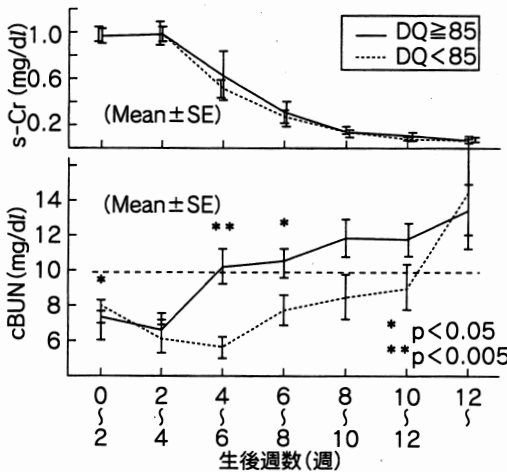 DQ≧85
DQ<85
s-Cr (mg/dl)
1.0
0.6
0.2
(Mean±SE)
cBUN (mg/dl)
14
12
10
8
6
(Mean±SE)
*
**
*
* p<0.05
** p<0.005
0〜2
2〜4
4〜6
6〜8
8〜10
10〜12
12〜
生後週数(週)